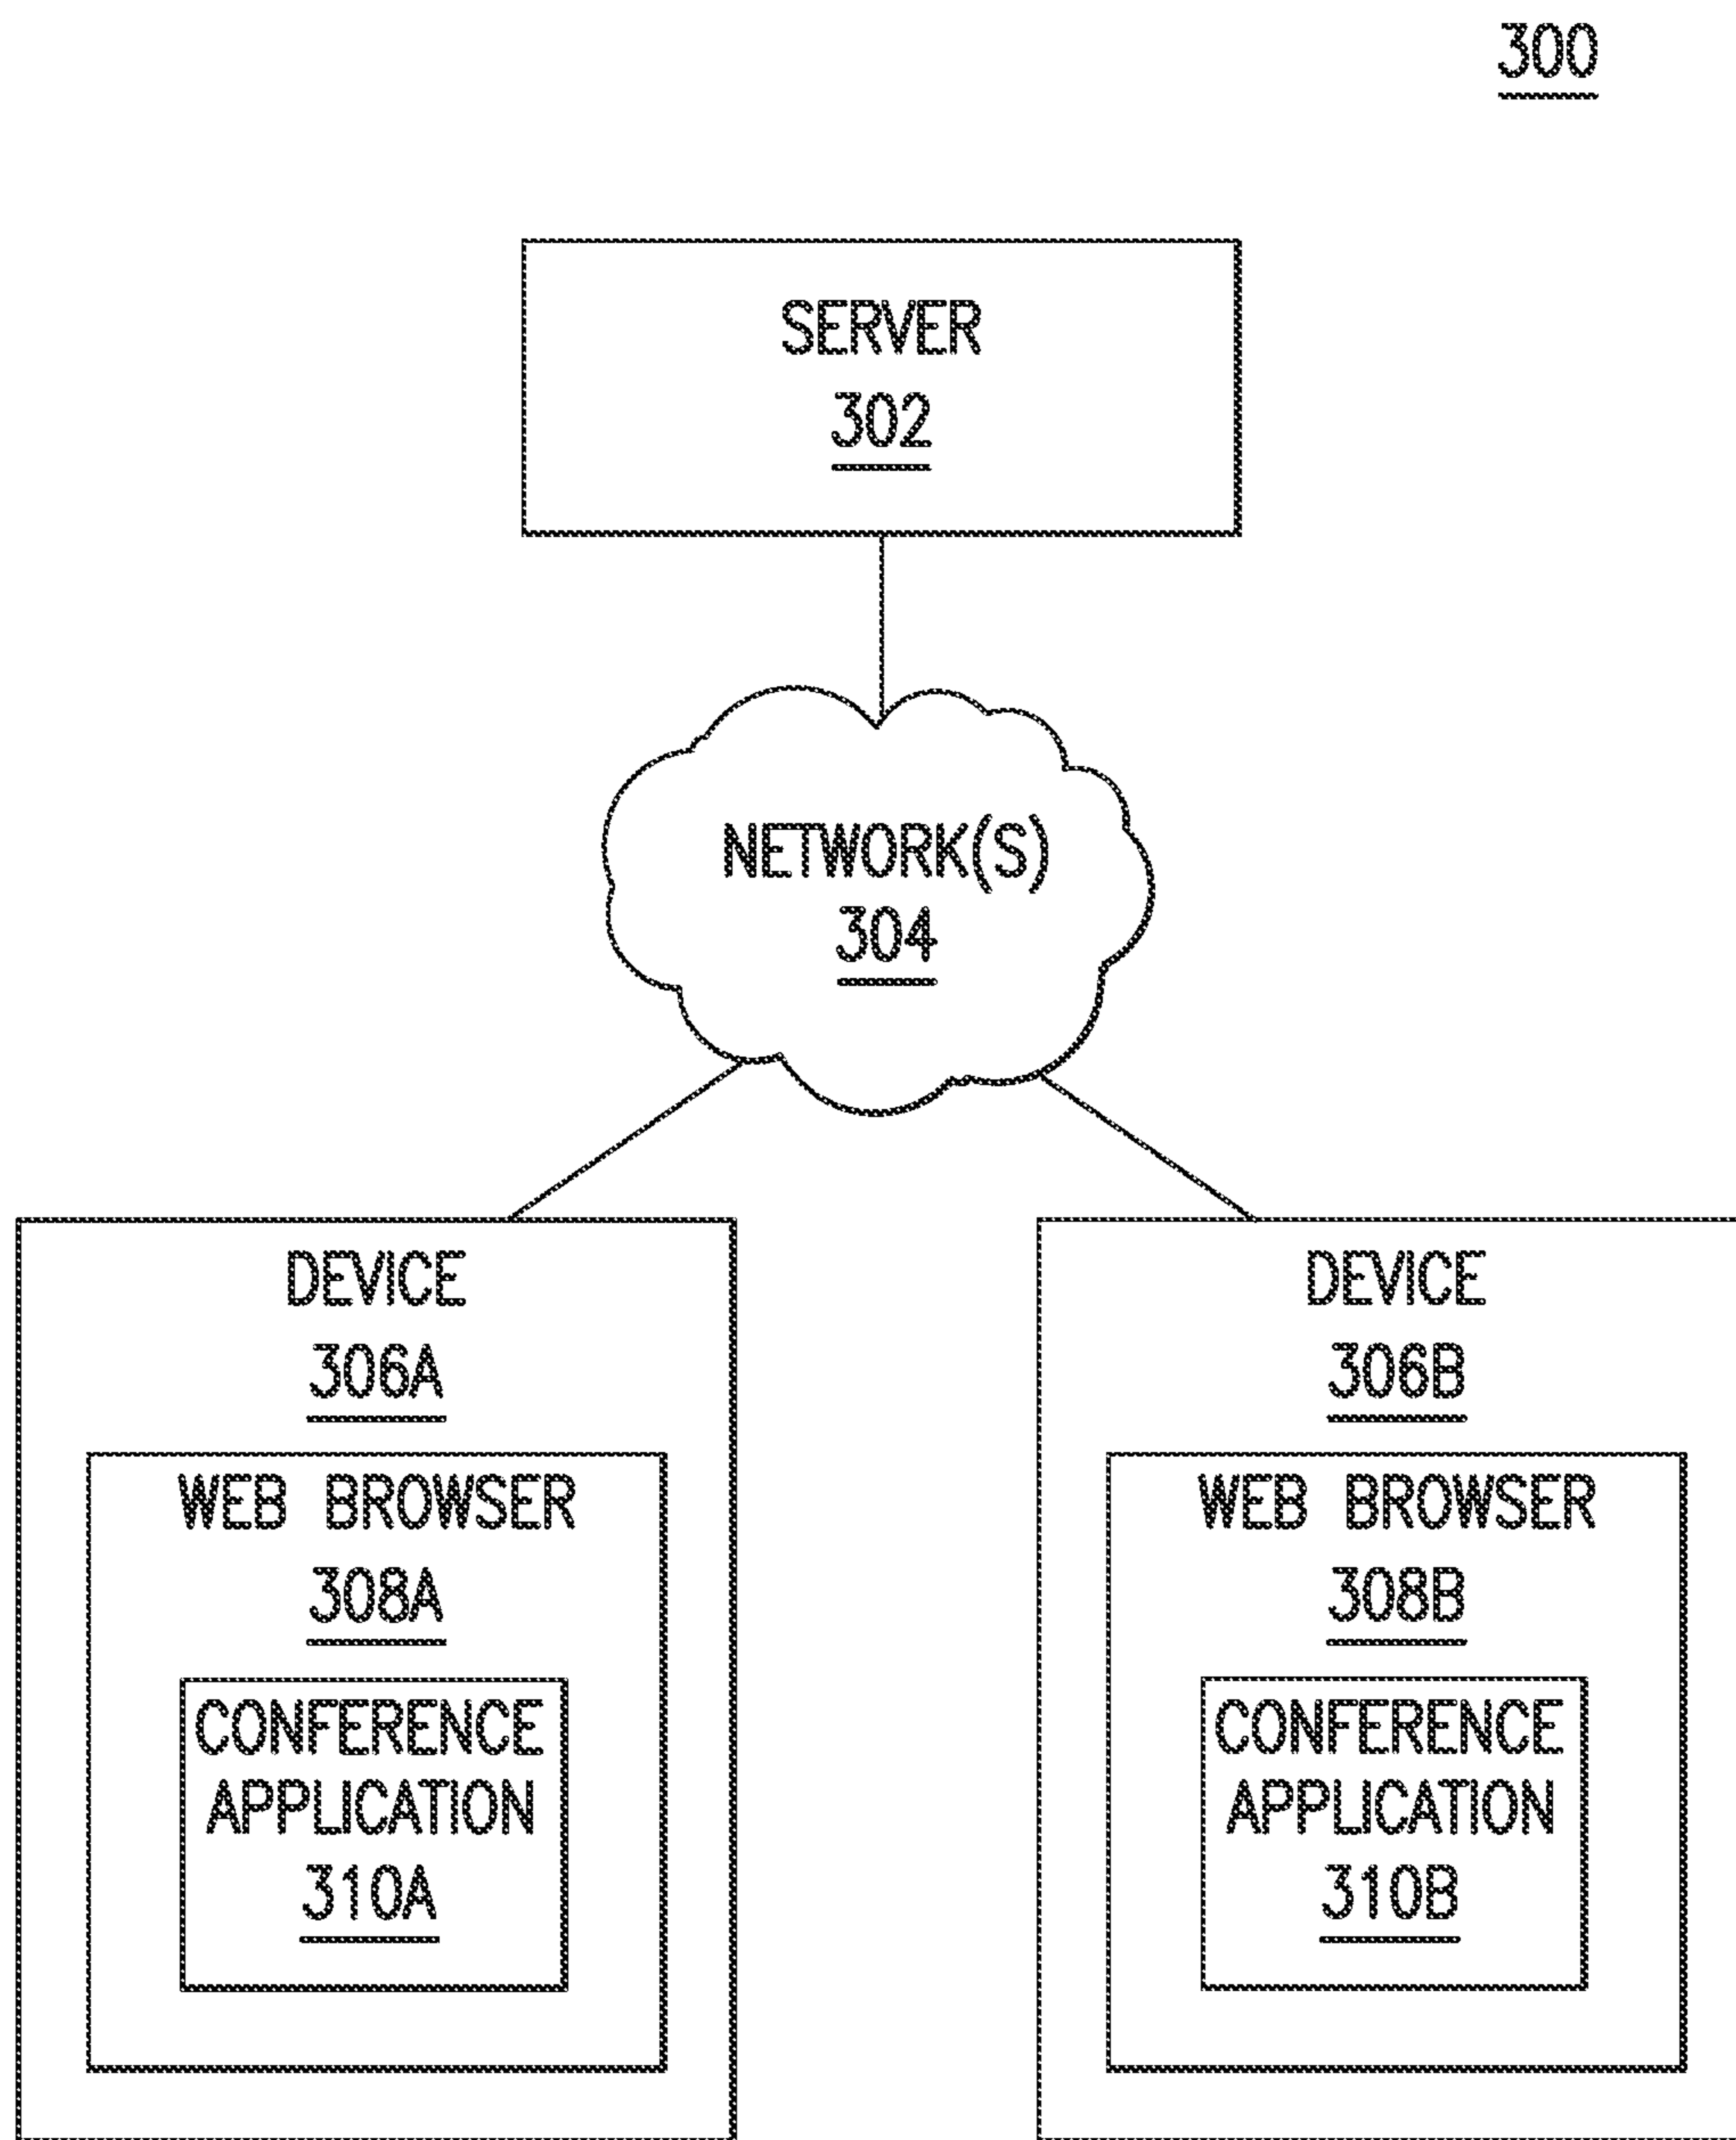 300
SERVER
302
NETWORK(S)
304
DEVICE
306A
WEB BROWSER
308A
CONFERENCE
APPLICATION
310A
DEVICE
306B
WEB BROWSER
308B
CONFERENCE
APPLICATION
310B